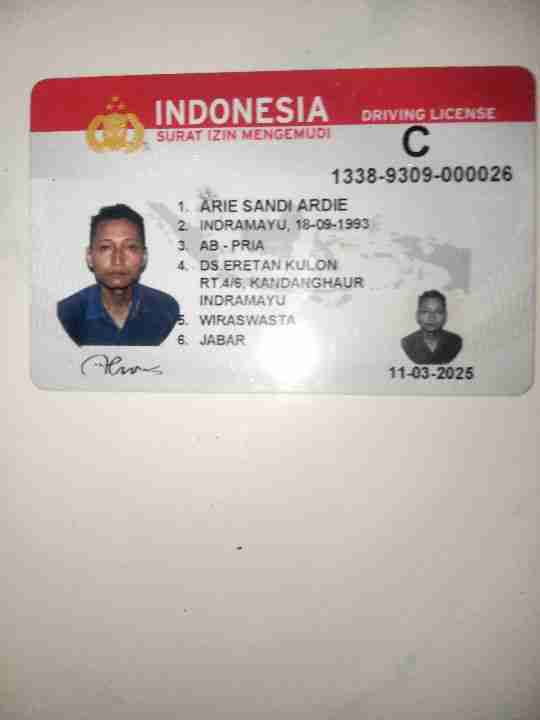 INDONESIA
SURAT IZIN MENGEMUDI
DRIVING LICENSE
C
1338-9309-000026
1. ARIE SANDI ARDIE
2. INDRAMAYU, 18-09-1993
3. AB - PRIA
4. DS.ERETAN KULON
RT.4/6, KANDANGHAUR
INDRAMAYU
5. WIRASWASTA
6. JABAR
11-03-2025